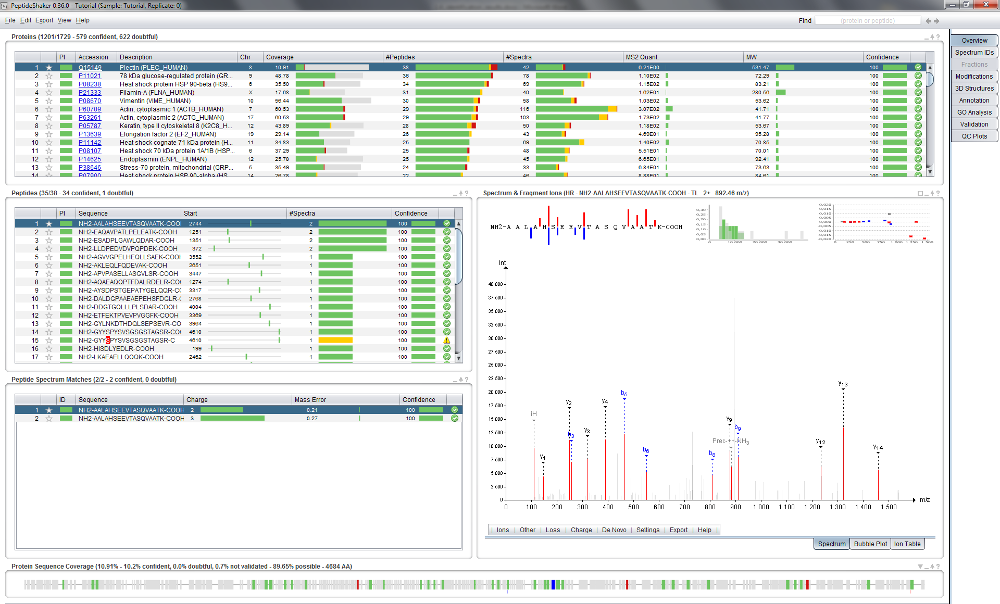 PeptideShaker 0.36.0 - Tutorial (Sample: Tutorial, Replicate: 0)
File Edit Export View Help
Find (protein or peptide)
Proteins (1201/1729 - 579 confident, 622 doubtful)
PI Accession Description Chr Coverage #Peptides #Spectra MS2 Quant. MW Confidence
1 Q15149 Plectin (PLEC_HUMAN) 8 10.91 38 42 6.21E00 531.47 100
2 P11021 78 kDa glucose-regulated protein (GR... 9 48.78 36 78 1.10E02 72.29 100
3 P08238 Heat shock protein HSP 90-beta (HS9... 6 35.50 34 69 1.15E02 83.21 100
4 P21333 Filamin-A (FLNA_HUMAN) X 17.68 31 40 1.62E01 280.56 100
5 P08670 Vimentin (VIME_HUMAN) 10 56.44 30 58 1.03E02 53.62 100
6 P60709 Actin, cytoplasmic 1 (ACTB_HUMAN) 7 60.53 29 116 3.07E02 41.71 100
7 P63261 Actin, cytoplasmic 2 (ACTG_HUMAN) 17 60.53 29 103 1.73E02 41.77 100
8 P05787 Keratin, type II cytoskeletal 8 (K2C8_H... 12 43.89 28 50 1.18E02 53.67 100
9 P13639 Elongation factor 2 (EF2_HUMAN) 19 29.14 26 43 4.69E01 95.28 100
10 P11142 Heat shock cognate 71 kDa protein (H... 11 34.83 25 69 1.40E02 70.85 100
11 P08107 Heat shock 70 kDa protein 1A/1B (HSP... 6 37.29 25 48 5.51E01 70.01 100
12 P14625 Endoplasmin (ENPL_HUMAN) 12 25.78 25 45 6.65E01 92.41 100
13 P38646 Stress-70 protein, mitochondrial (GRP... 5 35.49 24 33 6.84E01 73.63 100
14 P07900 Heat shock protein HSP 90-alpha (HS... 14 26.78 22 46 8.88E01 84.61 100
Overview
Spectrum IDs
Fractions
Modifications
3D Structures
Annotation
GO Analysis
Validation
QC Plots
Peptides (35/38 - 34 confident, 1 doubtful)
PI Sequence Start #Spectra Confidence
1 NH2-AALAHSEEVTASQVAATK-COOH 2744 2 100
2 NH2-EAQAVPATLPELEATK-COOH 1251 2 100
3 NH2-ESADPLGAWLQDAR-COOH 1351 2 100
4 NH2-LLDPEDVDVPQPDEK-COOH 372 2 100
5 NH2-AGVVGPELHEQLLSAEK-COOH 3552 1 100
6 NH2-AKLEQLFQDEVAK-COOH 2651 1 100
7 NH2-APVPASELLASGVLSR-COOH 3447 1 100
8 NH2-AQAEAQQPTFDALRDELR-CO 1274 1 100
9 NH2-AYSDPSTGEPATYGELQQR-CO 3317 1 100
10 NH2-DALDGPAAEAEPEHSFDGLR-C 2768 1 100
11 NH2-DDGTGQLLLPLSDAR-COOH 4004 1 100
12 NH2-ETFEKTPVEVPVGGFK-COOH 3369 1 100
13 NH2-GYLNKDTHDQLSEPSEVR-CO 3964 1 100
14 NH2-GYYSPYSVSGSGSTAGSR-CO 4610 1 100
15 NH2-GYYSPYSVSGSGSTAGSR-C 4610 1 100
16 NH2-HISDLYEDLR-COOH 199 1 100
17 NH2-LKAEAELLQQQK-COOH 2462 1 100
Peptide Spectrum Matches (2/2 - 2 confident, 0 doubtful)
ID Sequence Charge Mass Error Confidence
1 NH2-AALAHSEEVTASQVAATK-COOH 2 0.21 100
2 NH2-AALAHSEEVTASQVAATK-COOH 3 0.27 100
Spectrum & Fragment Ions (HR - NH2-AALAHSEEVTASQVAATK-COOH - TL 2+ 892.46 m/z)
NH2-A A L A H S E E V T A S Q V A A T K-COOH
0,30
0,25
0,20
0,15
0,10
0,05
0,00
0 10 000 20 000 30 000
0,020
0,015
0,010
0,005
0,000
-0,005
-0,010
-0,015
-0,020
0 250 500 750 1 000 1 250 1 500
Int
40 000
37 500
35 000
32 500
30 000
27 500
25 000
22 500
20 000
17 500
15 000
12 500
10 000
7 500
5 000
2 500
0
iH y1 y2 b3 y3 y4 b5 b6 b8 y9 b9 Prec-++-NH3 y12 y13 y14
0 100 200 300 400 500 600 700 800 900 1 000 1 100 1 200 1 300 1 400 1 500 m/z
Ions | Other | Loss | Charge | De Novo | Settings | Export | Help
Spectrum Bubble Plot Ion Table
Protein Sequence Coverage (10.91% - 10.2% confident, 0.0% doubtful, 0.7% not validated - 89.65% possible - 4684 AA)